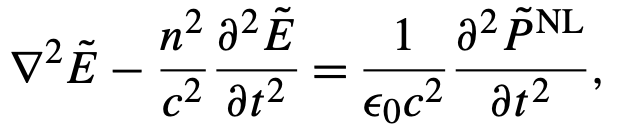 ∇²Ẽ − n²/c² ∂²Ẽ/∂t² = 1/(ϵ₀c²) ∂²P̃ᴺᴸ/∂t²,